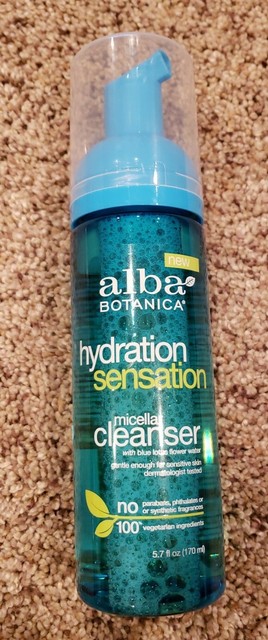 new
alba
BOTANICA®
hydration
sensation
micellar
cleanser
with blue lotus flower water
gentle enough for sensitive skin
dermatologist tested
no parabens, phthalates or
or synthetic fragrances
100% vegetarian ingredients
5.7 fl oz (170 ml)